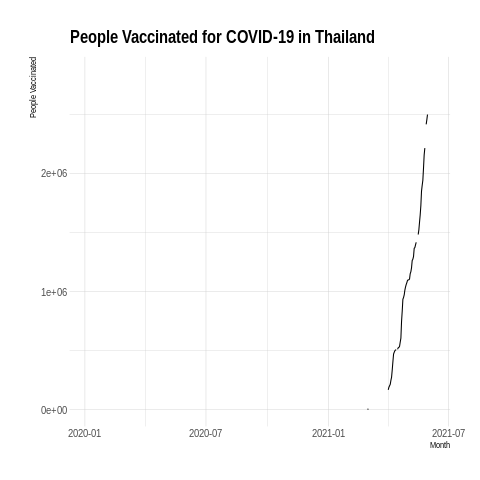 People Vaccinated for COVID-19 in Thailand
People Vaccinated
2e+06
1e+06
0e+00
2020-01 2020-07 2021-01 2021-07
Month